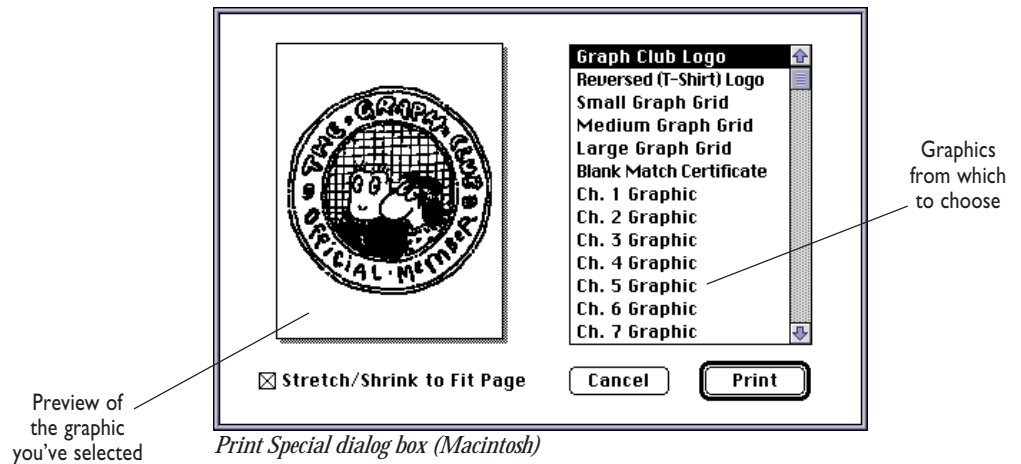 THE · GRAPH · CLUB
OFFICIAL · MEMBER
Graph Club Logo
Reversed (T-Shirt) Logo
Small Graph Grid
Medium Graph Grid
Large Graph Grid
Blank Match Certificate
Ch. 1 Graphic
Ch. 2 Graphic
Ch. 3 Graphic
Ch. 4 Graphic
Ch. 5 Graphic
Ch. 6 Graphic
Ch. 7 Graphic
Graphics
from which
to choose
Stretch/Shrink to Fit Page
Cancel
Print
Preview of
the graphic
you've selected
Print Special dialog box (Macintosh)